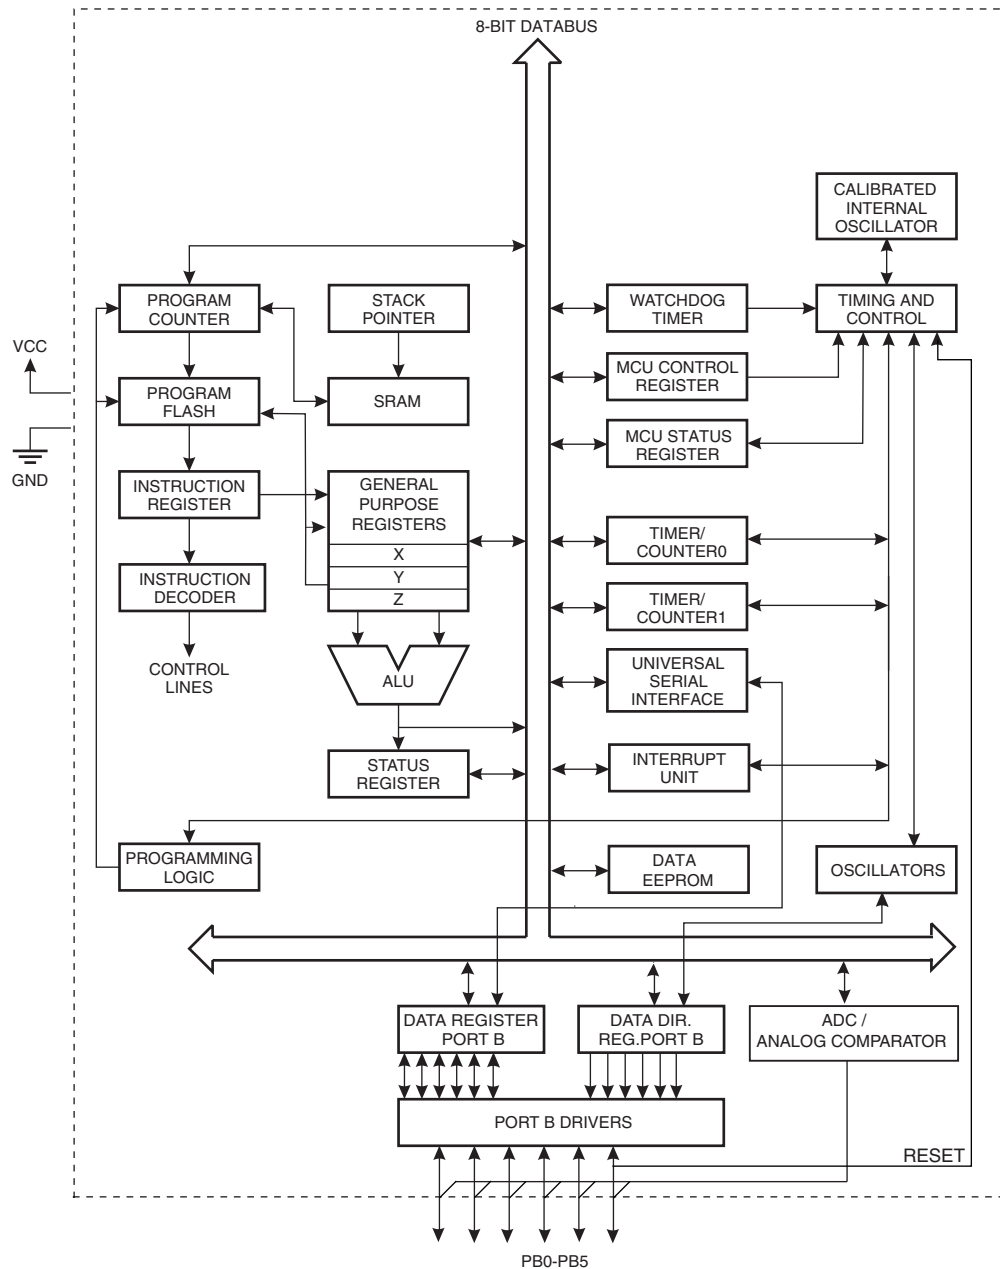 8-BIT DATABUS
CALIBRATED
INTERNAL
OSCILLATOR
PROGRAM
COUNTER
STACK
POINTER
WATCHDOG
TIMER
TIMING AND
CONTROL
VCC
MCU CONTROL
REGISTER
PROGRAM
FLASH
SRAM
MCU STATUS
REGISTER
GND
INSTRUCTION
REGISTER
GENERAL
PURPOSE
REGISTERS
X
Y
Z
TIMER/
COUNTER0
INSTRUCTION
DECODER
TIMER/
COUNTER1
CONTROL
LINES
ALU
UNIVERSAL
SERIAL
INTERFACE
STATUS
REGISTER
INTERRUPT
UNIT
PROGRAMMING
LOGIC
DATA
EEPROM
OSCILLATORS
DATA REGISTER
PORT B
DATA DIR.
REG.PORT B
ADC /
ANALOG COMPARATOR
PORT B DRIVERS
RESET
PB0-PB5